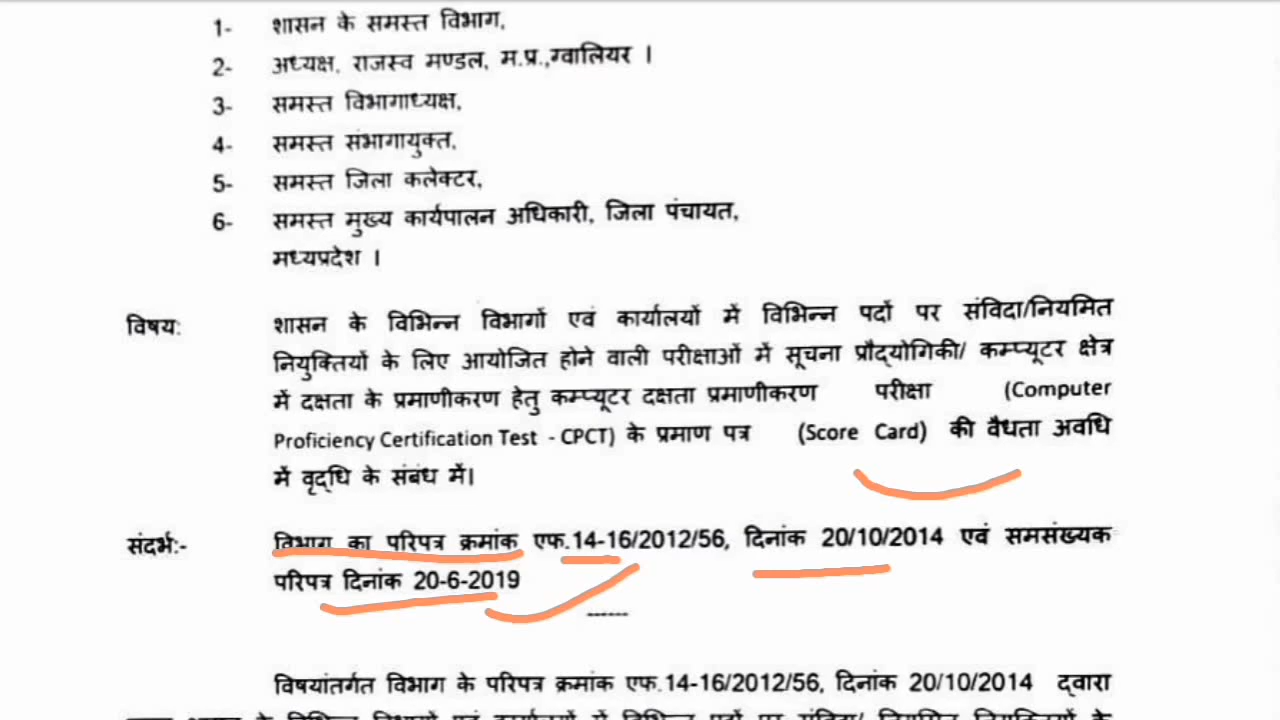 1- शासन के समस्त विभाग,
2- अध्यक्ष, राजस्व मण्डल, म.प्र.,ग्वालियर ।
3- समस्त विभागाध्यक्ष,
4- समस्त संभागायुक्त,
5- समस्त जिला कलेक्टर,
6- समस्त मुख्य कार्यपालन अधिकारी, जिला पंचायत,
मध्यप्रदेश ।
विषय: शासन के विभिन्न विभागों एवं कार्यालयों में विभिन्न पदों पर संविदा/नियमित
नियुक्तियों के लिए आयोजित होने वाली परीक्षाओं में सूचना प्रौद्योगिकी/ कम्प्यूटर क्षेत्र
में दक्षता के प्रमाणीकरण हेतु कम्प्यूटर दक्षता प्रमाणीकरण परीक्षा (Computer
Proficiency Certification Test - CPCT) के प्रमाण पत्र (Score Card) की वैधता अवधि
में वृद्धि के संबंध में।
संदर्भ:- विभाग का परिपत्र क्रमांक एफ.14-16/2012/56, दिनांक 20/10/2014 एवं समसंख्यक
परिपत्र दिनांक 20-6-2019
------
विषयांतर्गत विभाग के परिपत्र क्रमांक एफ.14-16/2012/56, दिनांक 20/10/2014 द्वारा
के विभिन्न विभागों एवं कार्यालयों में विभिन्न पदों पर संविदा/ नियमित नियुक्तियों के